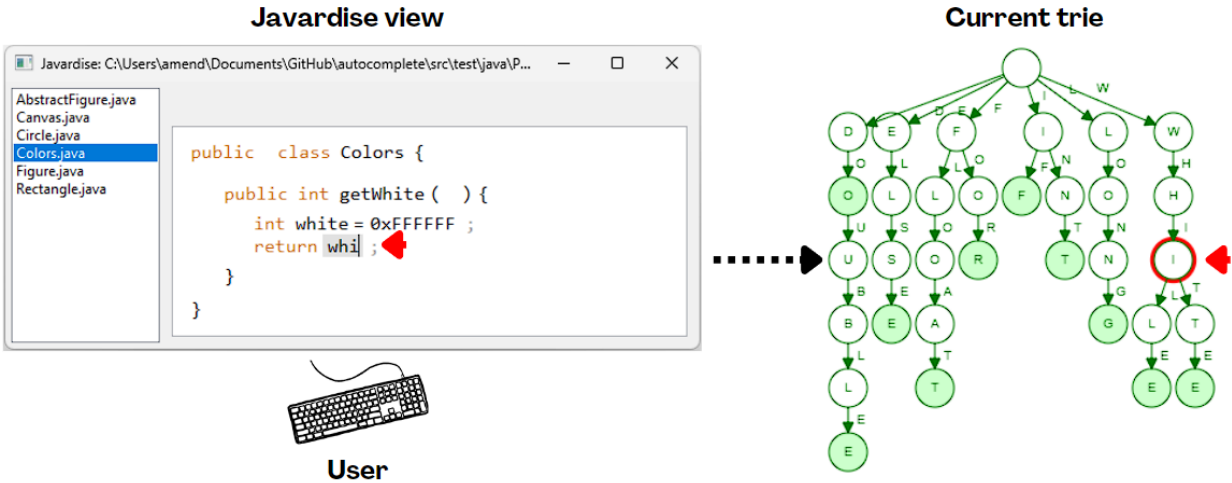 Javardise view
Current trie
Javardise: C:\Users\amend\Documents\GitHub\autocomplete\src\test\java\P...
AbstractFigure.java
Canvas.java
Circle.java
Colors.java
Figure.java
Rectangle.java
public class Colors {
public int getWhite ( ) {
int white = 0xFFFFFF ;
return whi ;
}
}
User
D E F I L W
D E F I L W
O L L O F N O H
O L L O F N O H
U S O R T N I
U S O R T N I
B E A G L T
B E A G L T
L T E E
L T E E
E
E